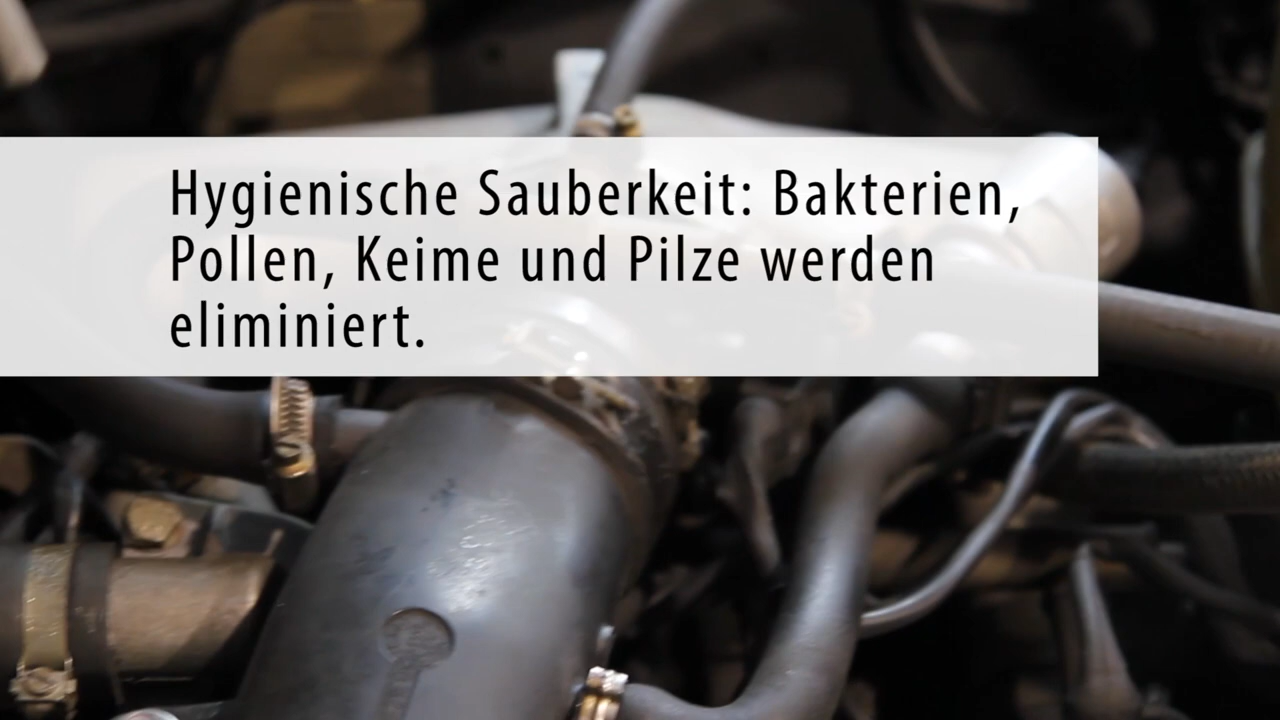 Hygienische Sauberkeit: Bakterien,
Pollen, Keime und Pilze werden
eliminiert.